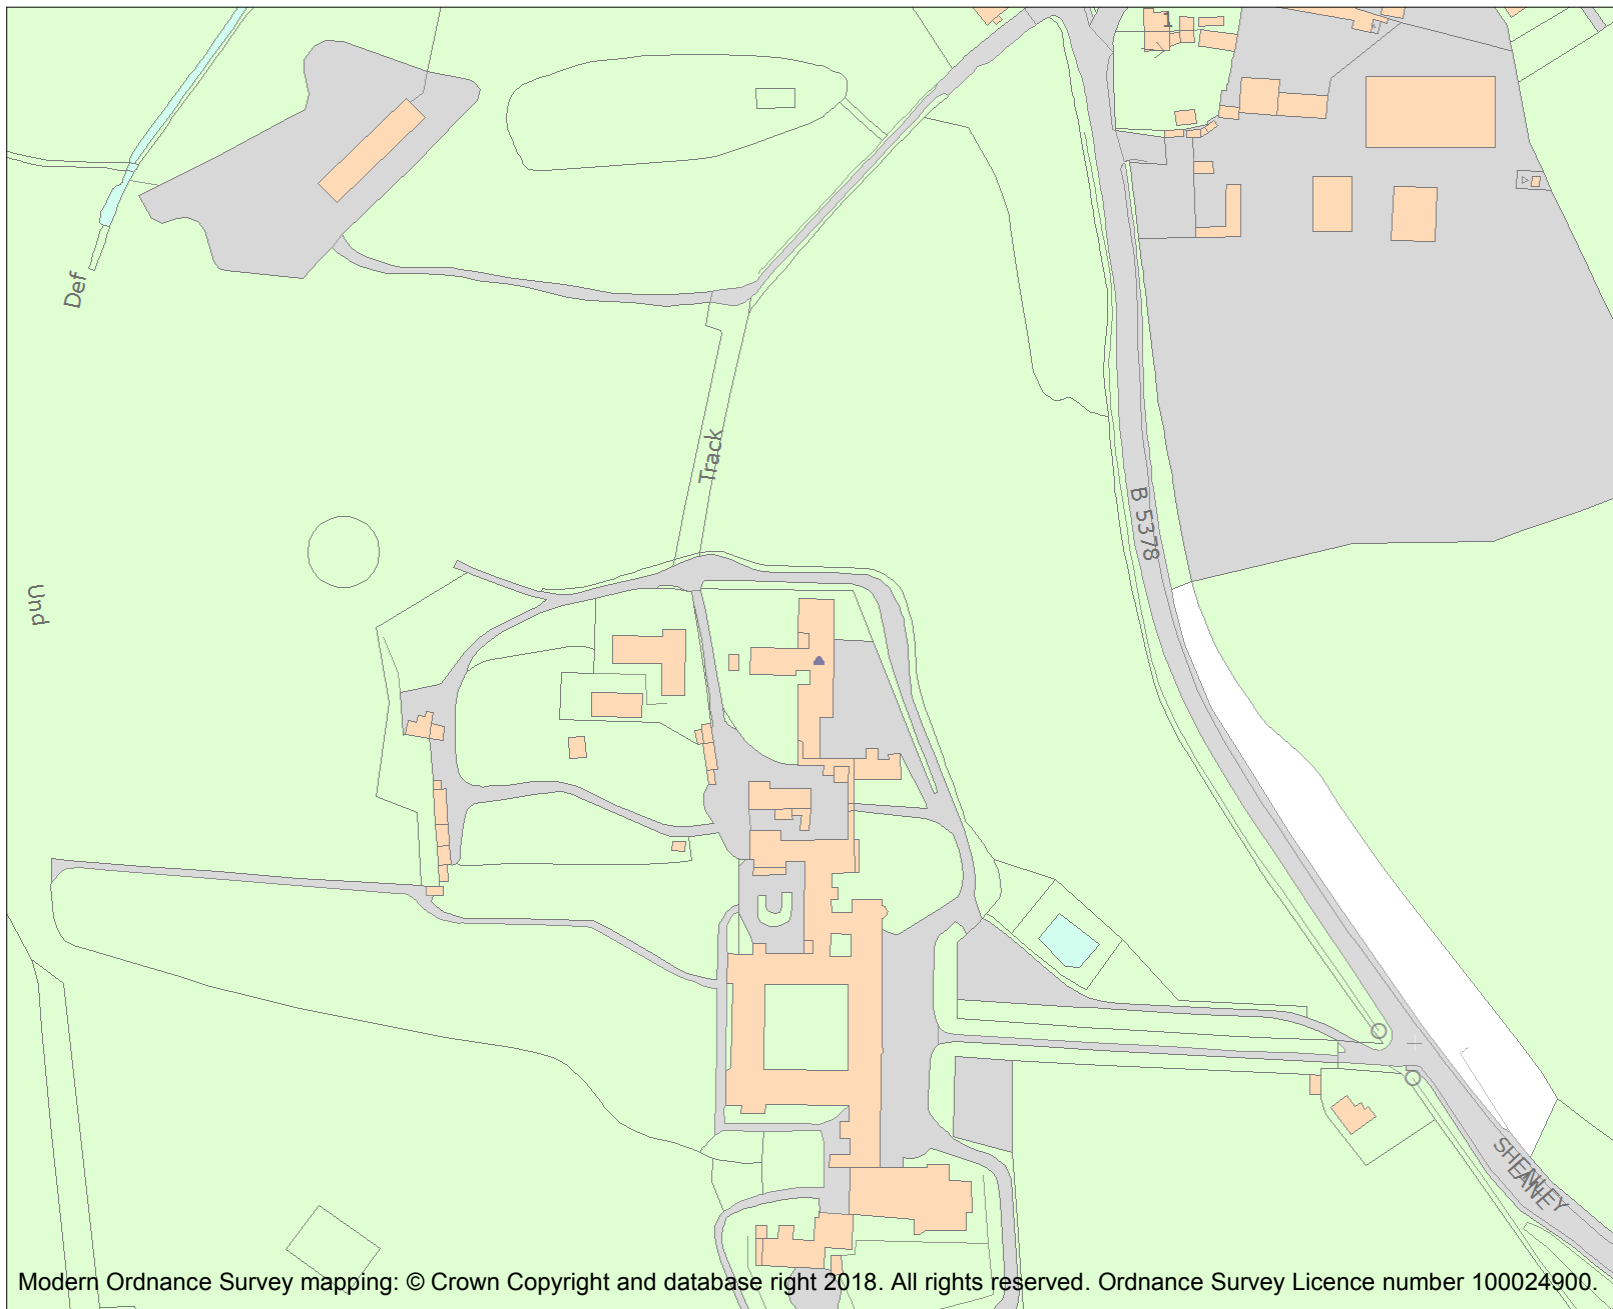 1
Def
Track
B 5378
Und
SHENLEY
LANE
Modern Ordnance Survey mapping: © Crown Copyright and database right 2018. All rights reserved. Ordnance Survey Licence number 100024900.